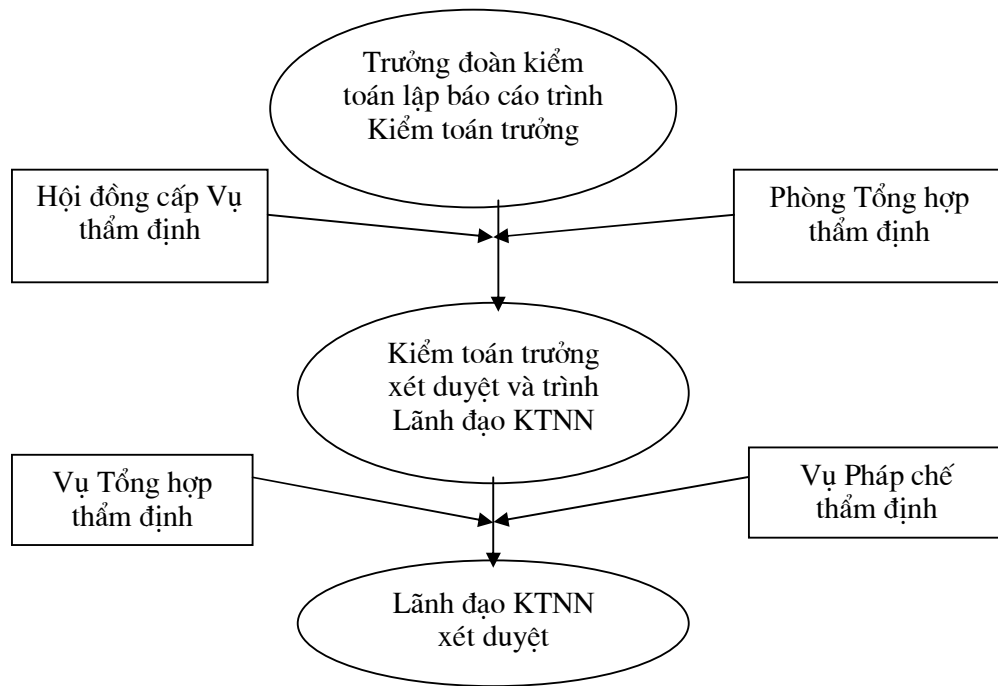 Trưởng đoàn kiểm
toán lập báo cáo trình
Kiểm toán trưởng
Hội đồng cấp Vụ
thẩm định
Phòng Tổng hợp
thẩm định
Kiểm toán trưởng
xét duyệt và trình
Lãnh đạo KTNN
Vụ Tổng hợp
thẩm định
Vụ Pháp chế
thẩm định
Lãnh đạo KTNN
xét duyệt